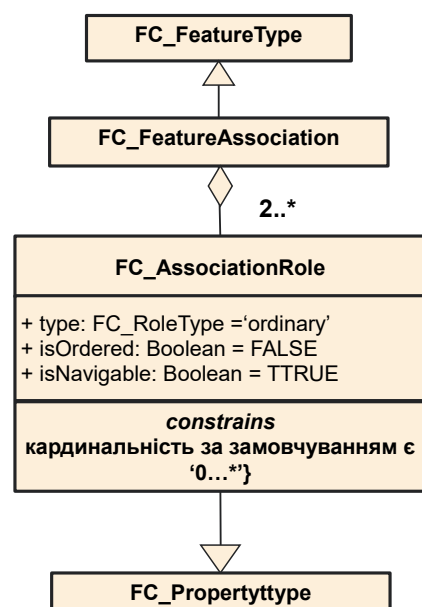 FC_FeatureType
FC_FeatureAssociation
2..*
FC_AssociationRole
+ type: FC_RoleType =‘ordinary’
+ isOrdered: Boolean = FALSE
+ isNavigable: Boolean = TTRUE
constrains
кардинальність за замовчуванням є
‘0…*’}
FC_Propertyttype